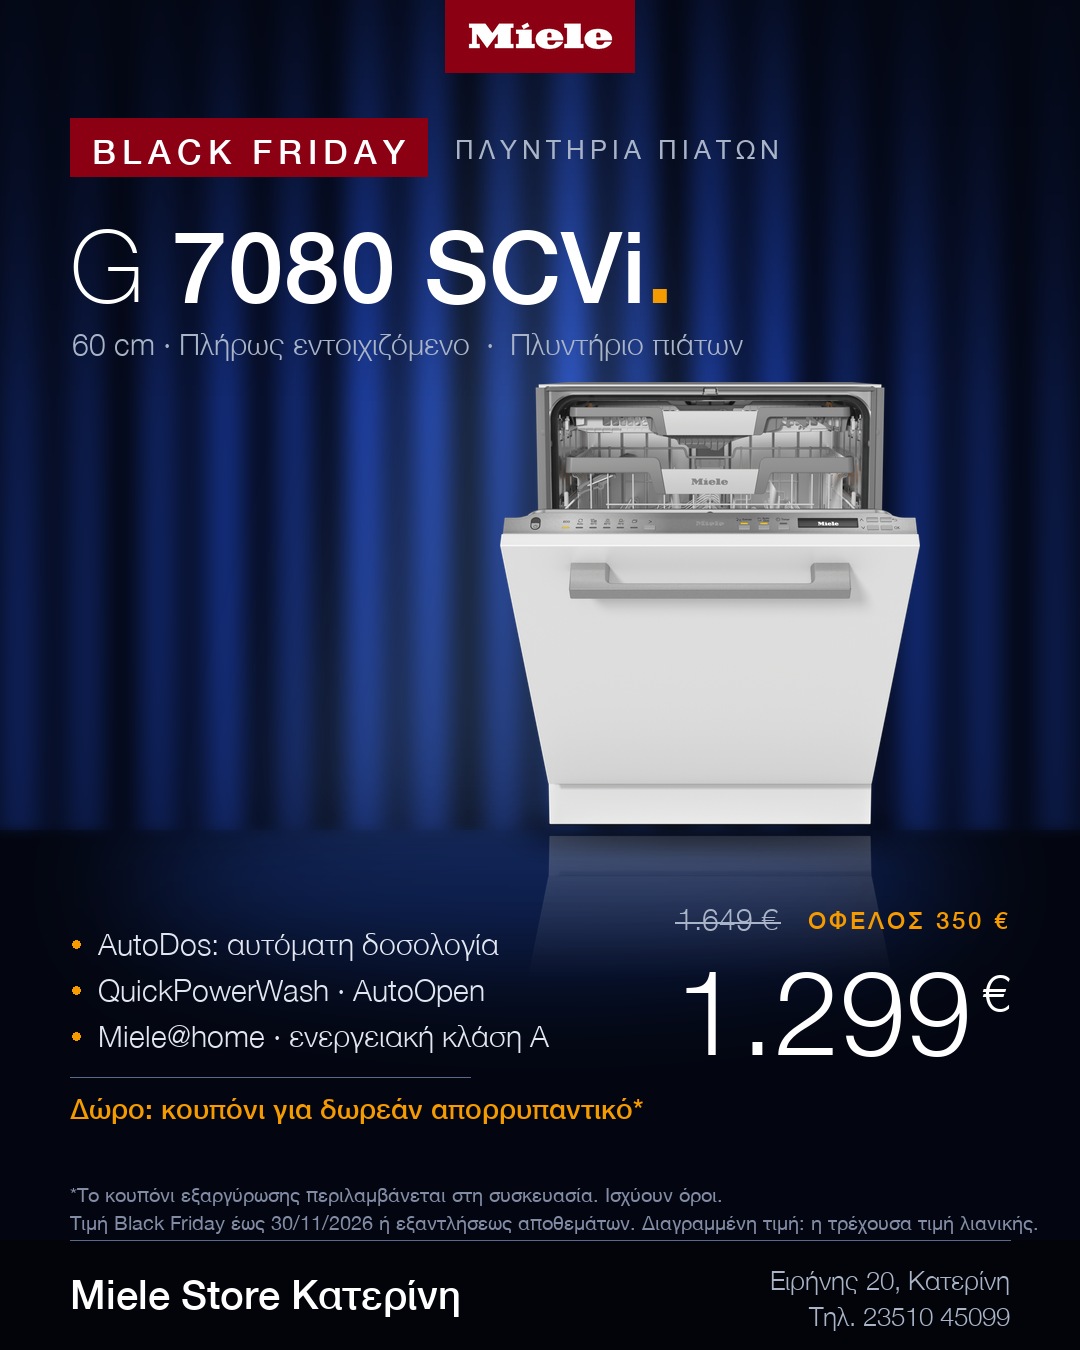 Miele
BLACK FRIDAY
ΠΛΥΝΤΗΡΙΑ ΠΙΑΤΩΝ
G 7080 SCVi.
60 cm · Πλήρως εντοιχιζόμενο · Πλυντήριο πιάτων
Miele
Miele
Miele
1.649 € ΟΦΕΛΟΣ 350 €
1.299 €
• AutoDos: αυτόματη δοσολογία
• QuickPowerWash · AutoOpen
• Miele@home · ενεργειακή κλάση A
Δώρο: κουπόνι για δωρεάν απορρυπαντικό*
*Το κουπόνι εξαργύρωσης περιλαμβάνεται στη συσκευασία. Ισχύουν όροι.
Τιμή Black Friday έως 30/11/2026 ή εξαντλήσεως αποθεμάτων. Διαγραμμένη τιμή: η τρέχουσα τιμή λιανικής.
Miele Store Κατερίνη
Ειρήνης 20, Κατερίνη
Τηλ. 23510 45099